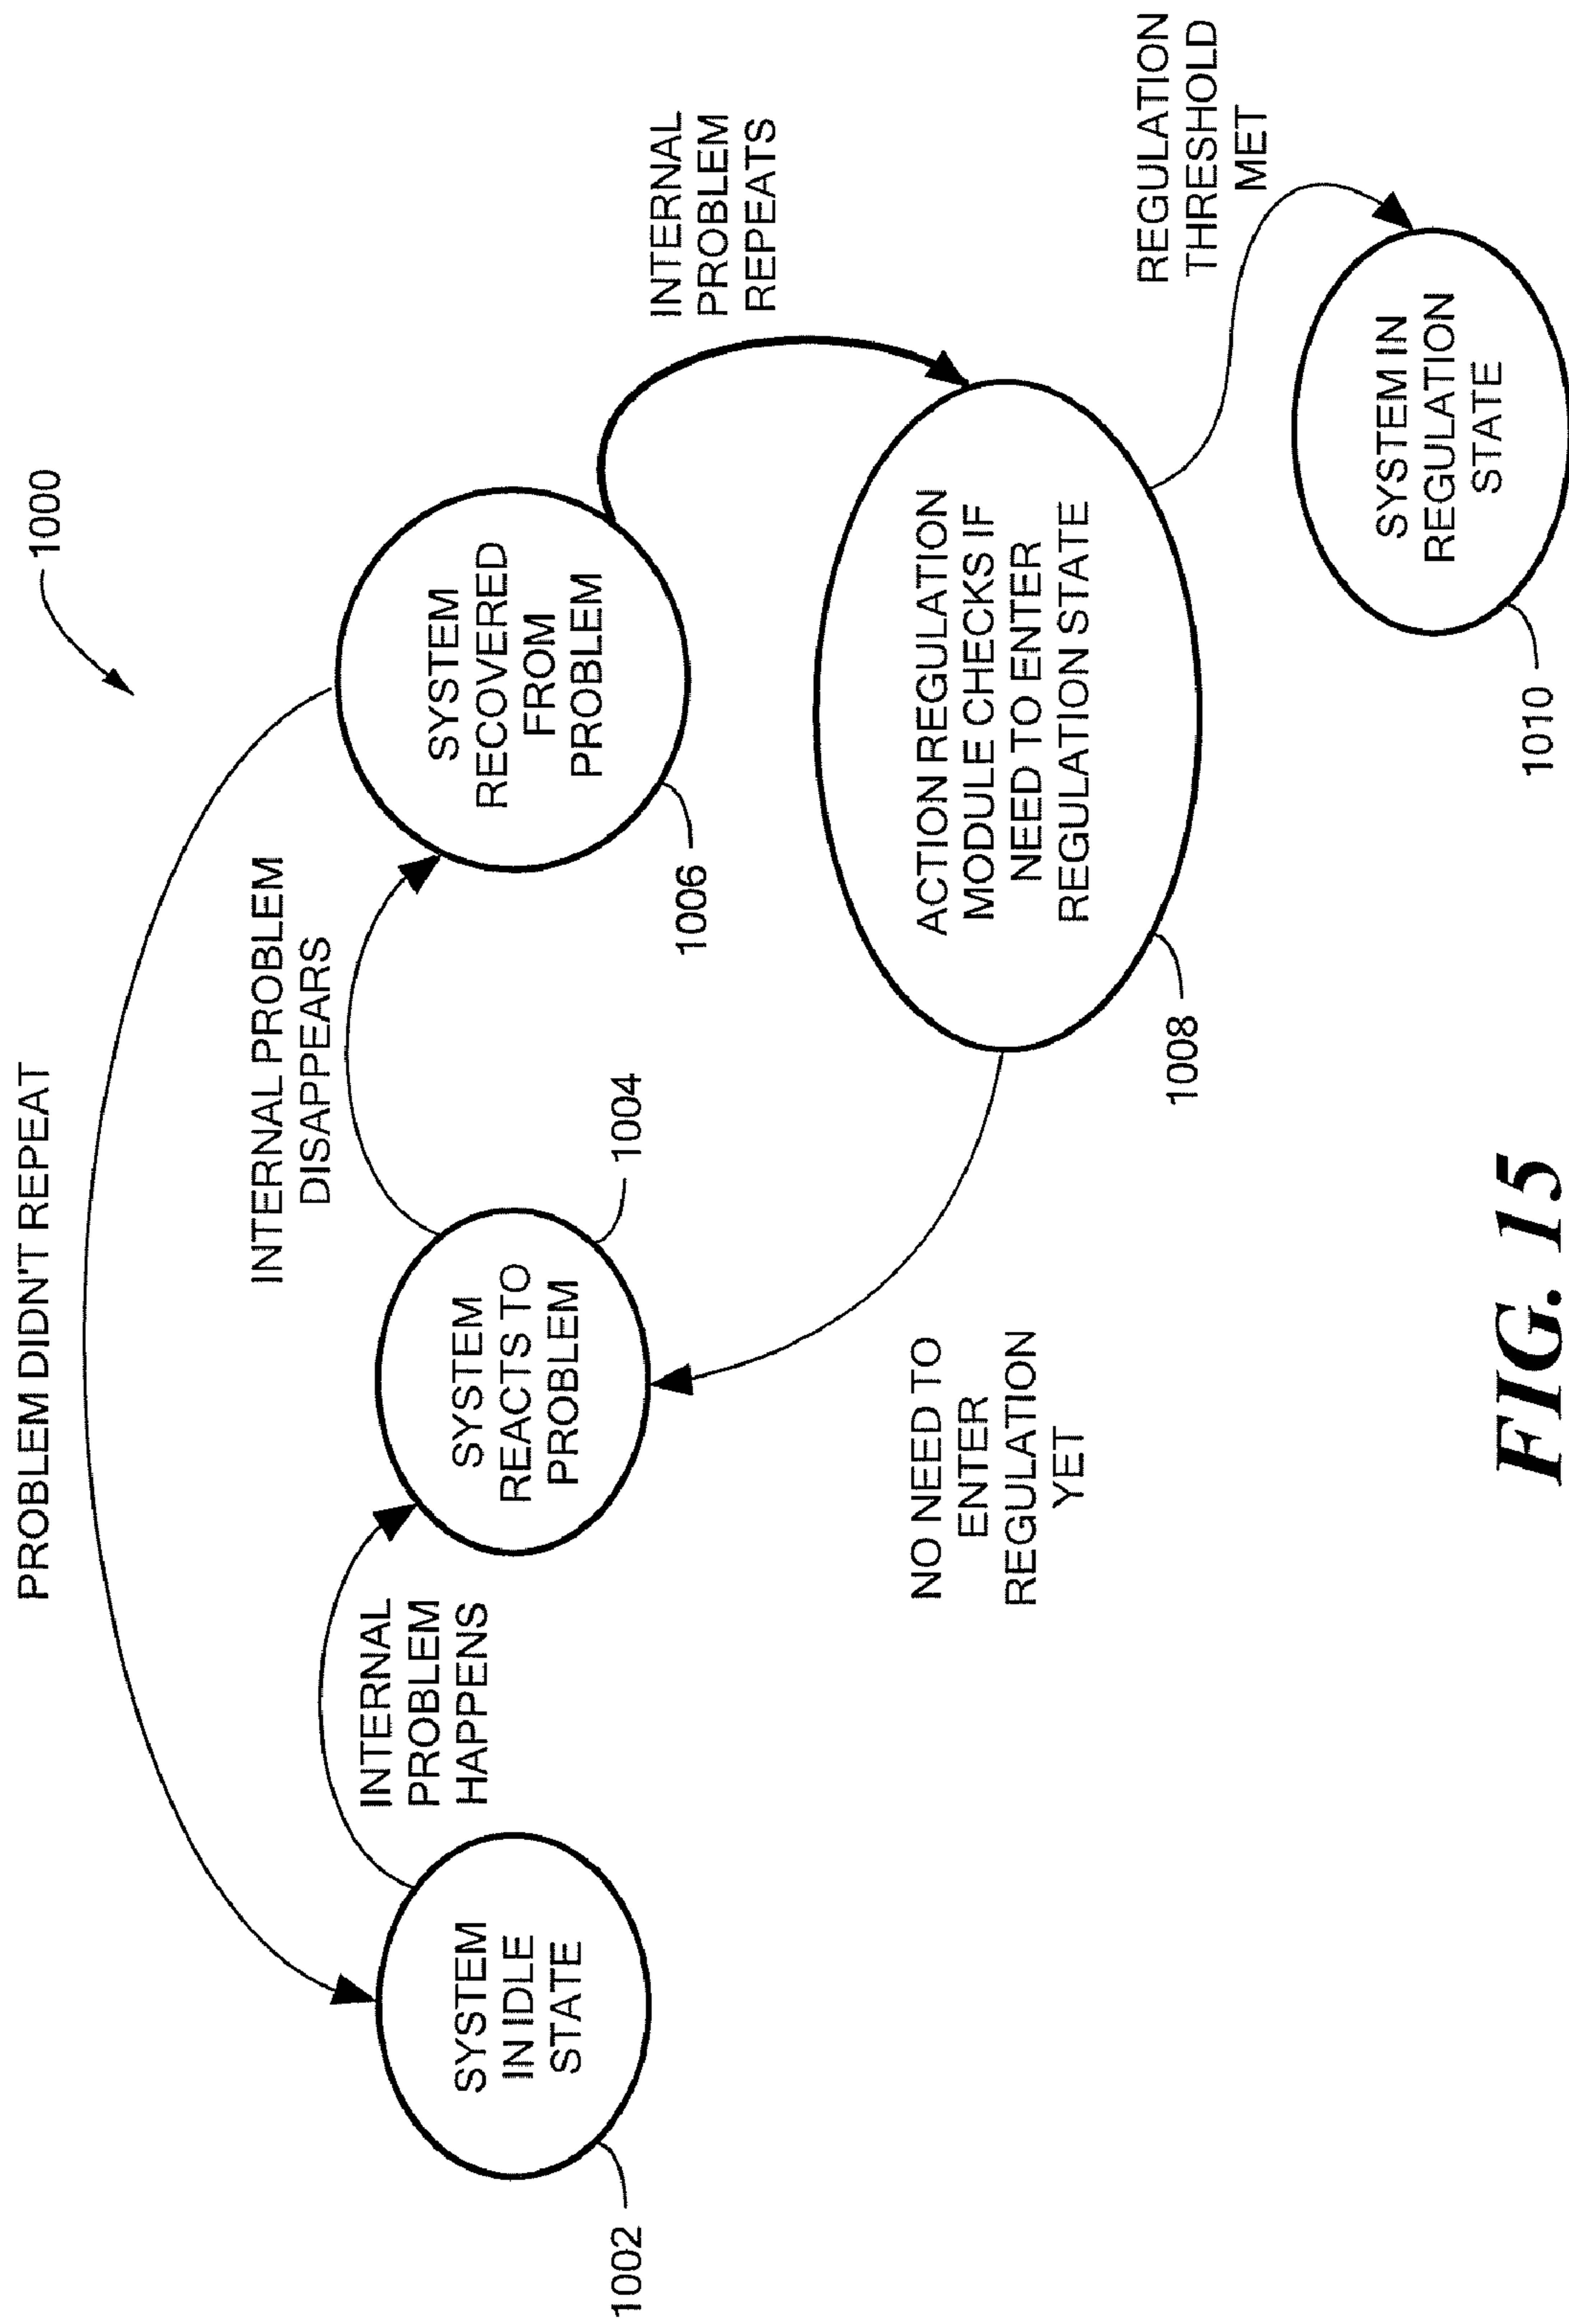 1000
PROBLEM DIDN'T REPEAT
INTERNAL PROBLEM
DISAPPEARS
INTERNAL
PROBLEM
HAPPENS
SYSTEM
IN IDLE
STATE
1002
SYSTEM
REACTS TO
PROBLEM
1004
SYSTEM
RECOVERED
FROM
PROBLEM
1006
INTERNAL
PROBLEM
REPEATS
NO NEED TO
ENTER
REGULATION
YET
ACTION REGULATION
MODULE CHECKS IF
NEED TO ENTER
REGULATION STATE
1008
REGULATION
THRESHOLD
MET
SYSTEM IN
REGULATION
STATE
1010
FIG. 15